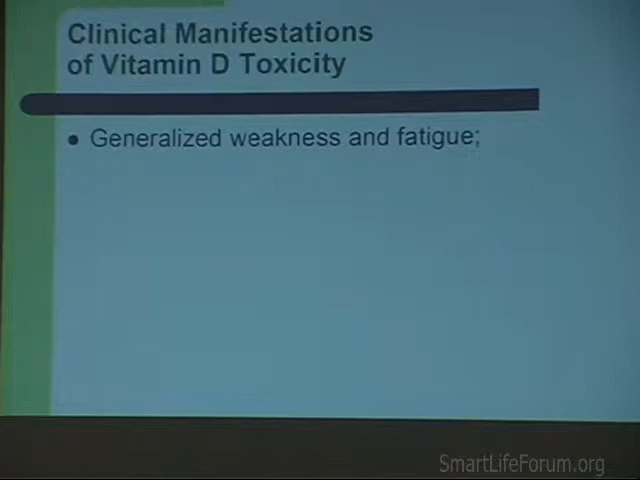 Clinical Manifestations
of Vitamin D Toxicity
Generalized weakness and fatigue;
SmartLifeForum.org